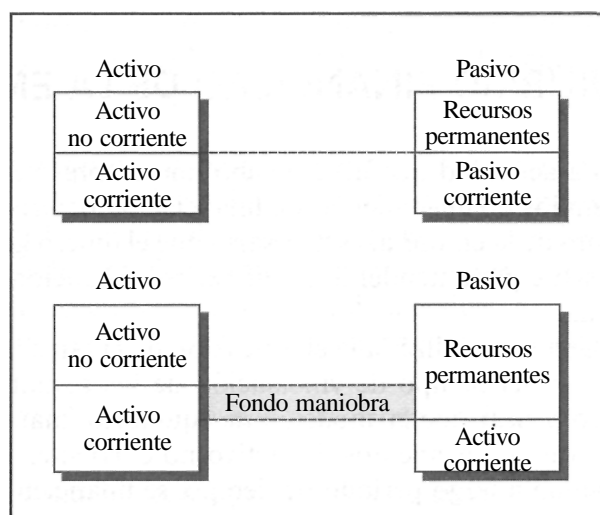 Activo
Pasivo
Activo
no corriente
Recursos
permanentes
Activo
corriente
Pasivo
corriente
Activo
Pasivo
Activo
no corriente
Recursos
permanentes
Fondo maniobra
Activo
corriente
Activo
corriente